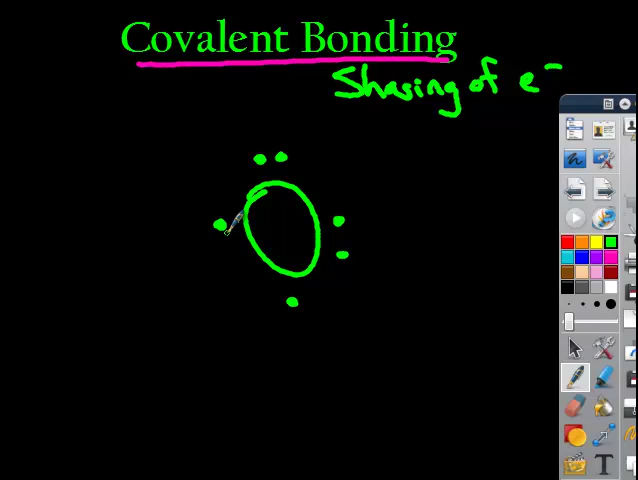 Covalent Bonding
Sharing of e⁻
O
T